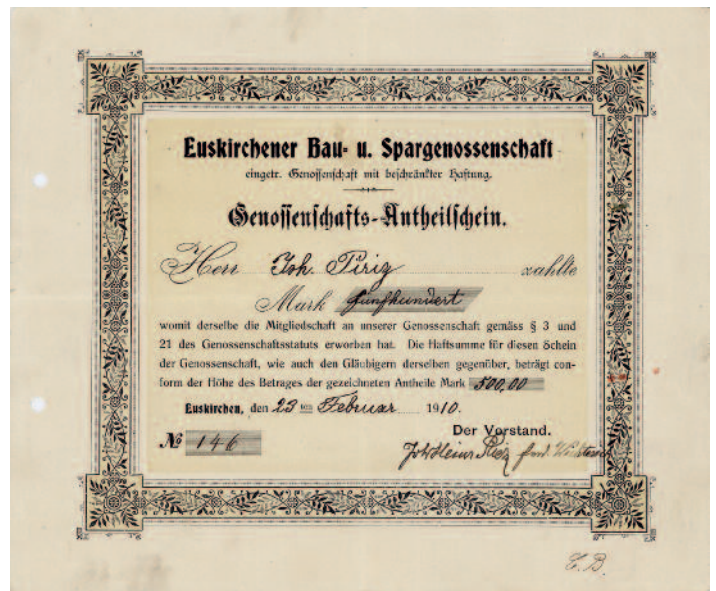 Euskirchener Bau- u. Spargenossenschaft
eingetr. Genossenschaft mit beschränkter Haftung.
Genossenschafts-Antheilschein.
Herr Joh. Piriz zahlte
Mark fünfhundert
womit derselbe die Mitgliedschaft an unserer Genossenschaft gemäss § 3 und
21 des Genossenschaftsstatuts erworben hat. Die Haftsumme für diesen Schein
der Genossenschaft, wie auch den Gläubigern derselben gegenüber, beträgt con-
form der Höhe des Betrages der gezeichneten Antheile Mark 500,00
Euskirchen, den 23ten Februar 1910.
Der Vorstand.
№ 146
E. B.